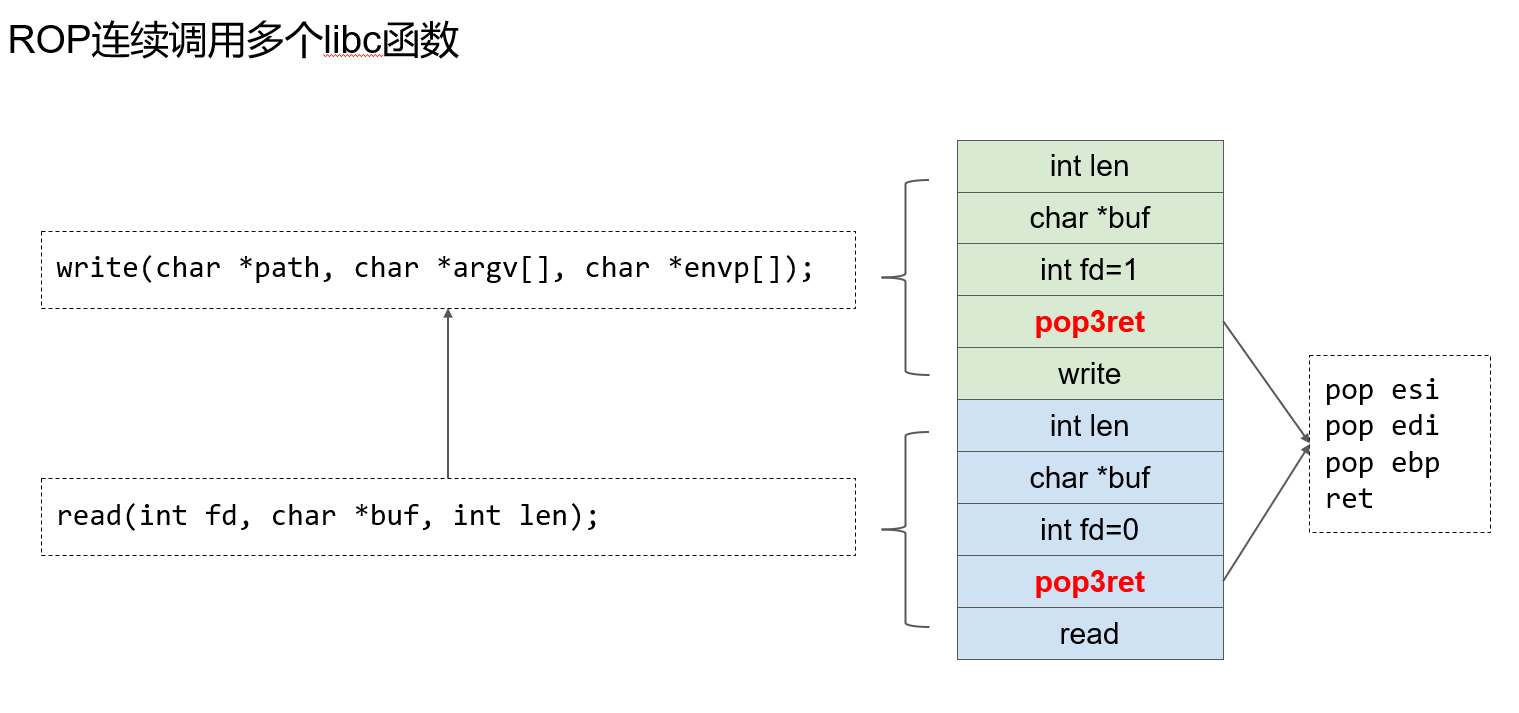 ROP连续调用多个libc函数
write(char *path, char *argv[], char *envp[]);
read(int fd, char *buf, int len);
int len
char *buf
int fd=1
pop3ret
write
int len
char *buf
int fd=0
pop3ret
read
pop esi
pop edi
pop ebp
ret